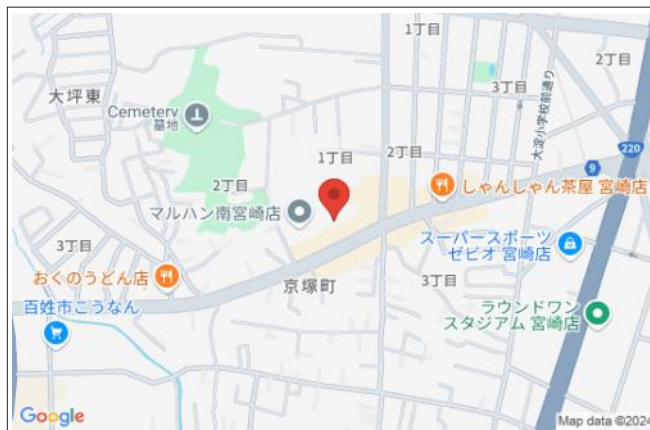 1丁目
2丁目
大坪東
3丁目
大淀小学校前通り
Cemetery
墓地
220
9
1丁目
2丁目
2丁目
しゃんしゃん茶屋 宮崎店
マルハン南宮崎店
スーパースポーツ
ゼビオ 宮崎店
3丁目
おくのうどん店
京塚町
3丁目
百姓市こうなん
ラウンドワン
スタジアム 宮崎店
Google
Map data ©2024